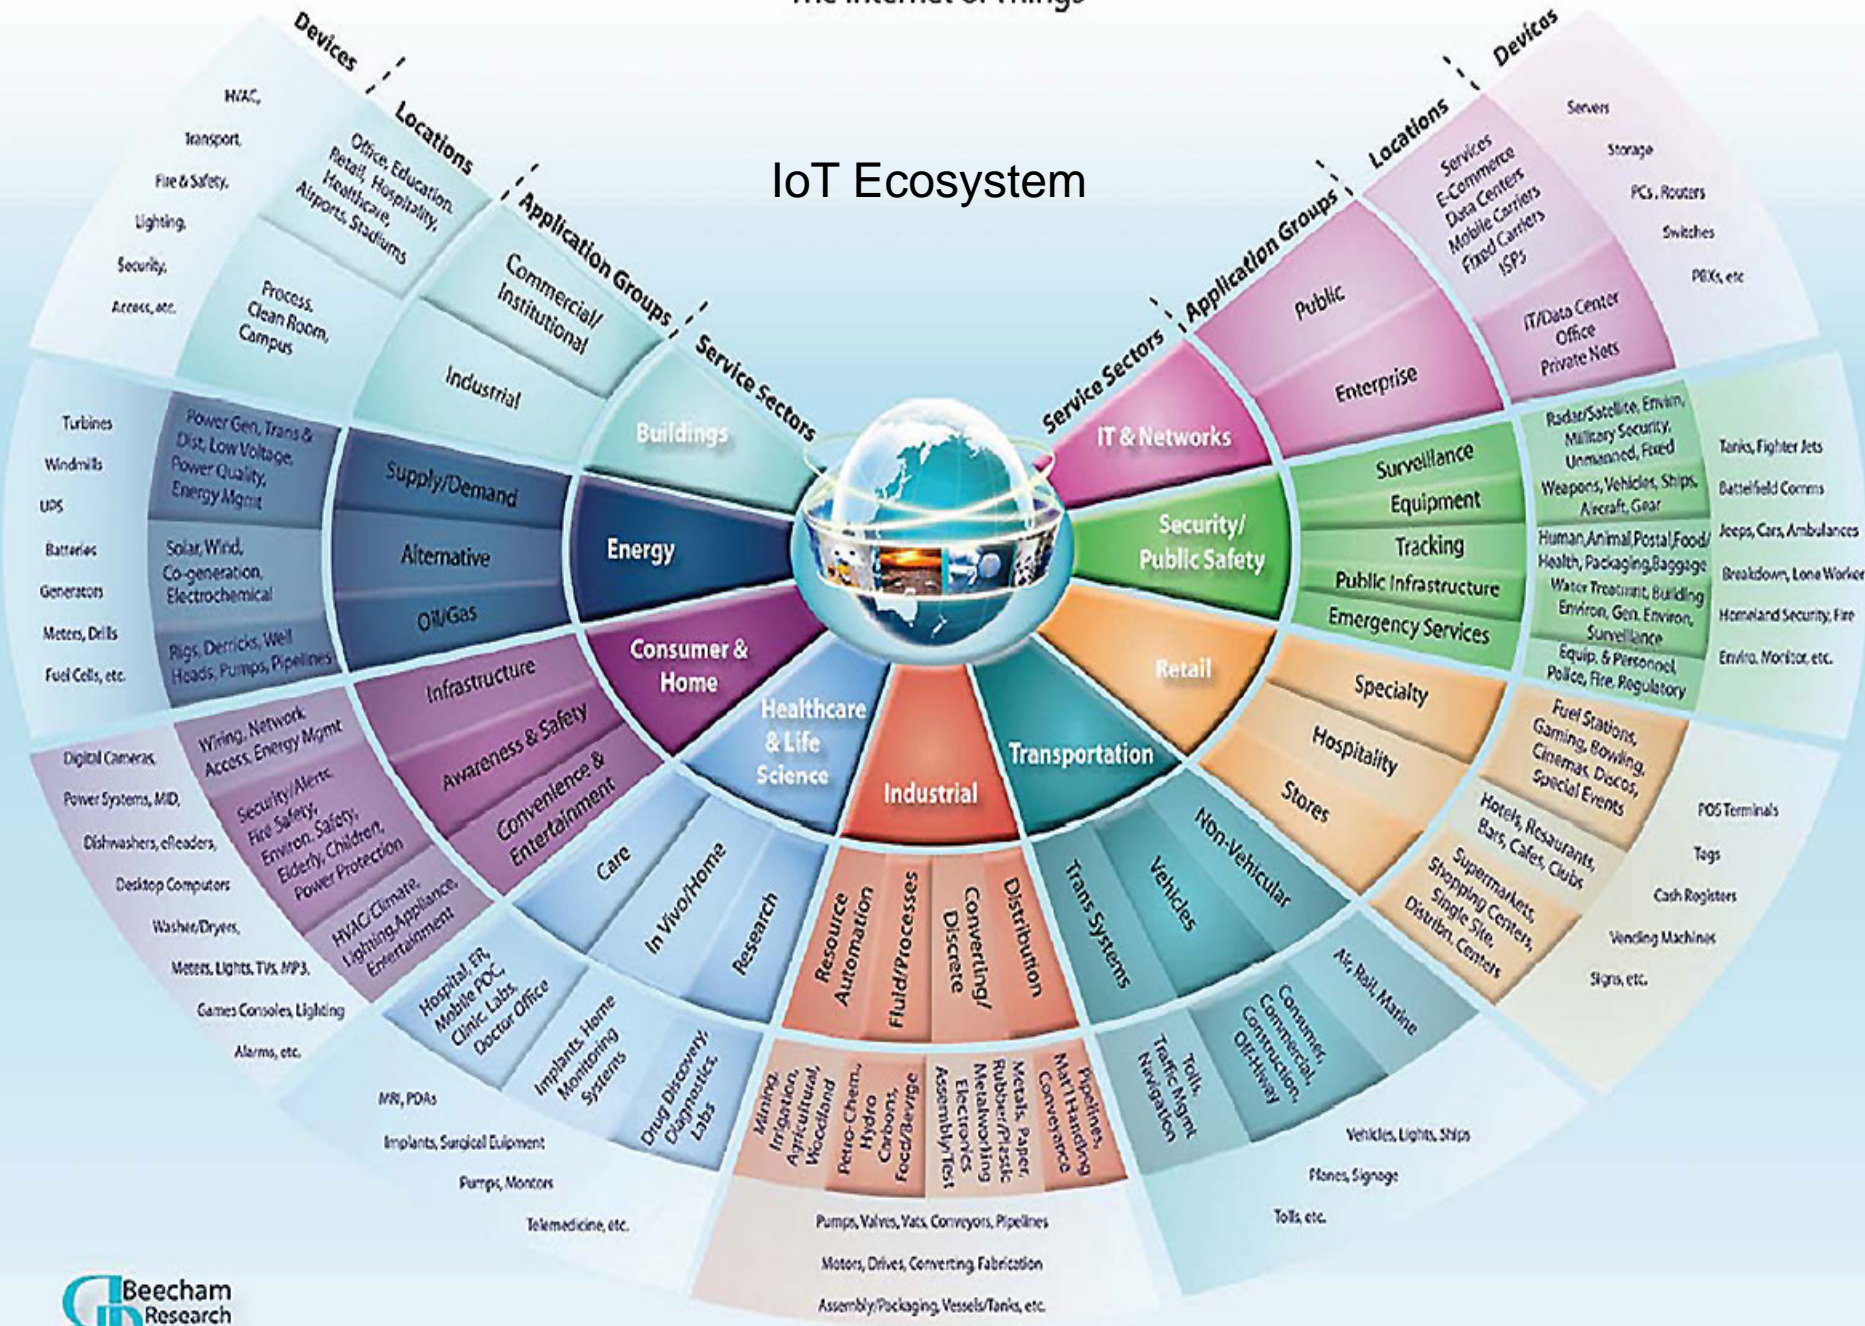 The Internet of Things
IoT Ecosystem
Devices
Locations
Application Groups
Service Sectors
Service Sectors
Application Groups
Locations
Devices
Buildings
Commercial/
Institutional
Industrial
Office, Education,
Retail, Hospitality,
Healthcare,
Airports, Stadiums
Process,
Clean Room,
Campus
HVAC,
Transport,
Fire & Safety,
Lighting,
Security,
Access, etc.
Energy
Supply/Demand
Alternative
Oil/Gas
Power Gen, Trans &
Dist, Low Voltage,
Power Quality,
Energy Mgmt
Solar, Wind,
Co-generation,
Electrochemical
Rigs, Derricks, Well
Heads, Pumps, Pipelines
Turbines
Windmills
UPS
Batteries
Generators
Meters, Drills
Fuel Cells, etc.
Consumer &
Home
Infrastructure
Awareness & Safety
Convenience &
Entertainment
Wiring, Network
Access, Energy Mgmt
Security/Alerts,
Fire Safety,
Environ. Safety,
Elderly, Children,
Power Protection
HVAC/Climate,
Lighting, Appliance,
Entertainment
Digital Cameras,
Power Systems, MID,
Dishwashers, eReaders,
Desktop Computers
Washer/Dryers,
Meters, Lights, TVs, MP3,
Games Consoles, Lighting
Alarms, etc.
Healthcare
& Life
Science
Care
In Vivo/Home
Research
Hospital, ER,
Mobile POC,
Clinic, Labs,
Doctor Office
Implants, Home
Monitoring
Systems
Drug Discovery,
Diagnostics,
Labs
MRI, PDAs
Implants, Surgical Euipment
Pumps, Montors
Telemedicine, etc.
Industrial
Resource
Automation
Fluid/Processes
Converting/
Discrete
Distribution
Mining,
Irrigation,
Agricultural,
Woodland
Petro-Chem.,
Hydro
Carbons,
Food/Bevrge
Metals, Paper,
Rubber/Plastic
Metalworking
Electronics
Assembly/Test
Pipelines,
Mat'l Handling
Conveyance
Pumps, Valves, Vats, Conveyors, Pipelines
Motors, Drives, Converting, Fabrication
Assembly/Packaging, Vessels/Tanks, etc.
Transportation
Non-Vehicular
Vehicles
Trans Systems
Air, Rail, Marine
Consumer,
Commercial,
Construction,
Off-Hiway
Tolls,
Traffic Mgmt
Navigation
Vehicles, Lights, Ships
Planes, Signage
Tolls, etc.
Retail
Specialty
Hospitality
Stores
Fuel Stations,
Gaming, Bowling,
Cinemas, Discos,
Special Events
Hotels, Resaurants,
Bars, Cafes, Clubs
Supermarkets,
Shopping Centers,
Single Site,
Distribn, Centers
POS Terminals
Tags
Cash Registers
Vending Machines
Signs, etc.
Security/
Public Safety
Surveillance
Equipment
Tracking
Public Infrastructure
Emergency Services
Radar/Satellite, Envirn,
Military Security,
Unmanned, Fixed
Weapons, Vehicles, Ships,
Aircraft, Gear
Human, Animal, Postal, Food/
Health, Packaging, Baggage
Water Treatmnt, Building
Environ, Gen. Environ,
Surveillance
Equip, & Personnel,
Police, Fire, Regulatory
Tanks, Fighter Jets
Battelfield Comms
Jeeps, Cars, Ambulances
Breakdown, Lone Worker
Homeland Security, Fire
Enviro. Monitor, etc.
IT & Networks
Public
Enterprise
Services
E-Commerce
Data Centers
Mobile Carriers
Fixed Carriers
ISPs
IT/Data Center
Office
Private Nets
Servers
Storage
PCs, Routers
Switches
PBXs, etc
Beecham
Research